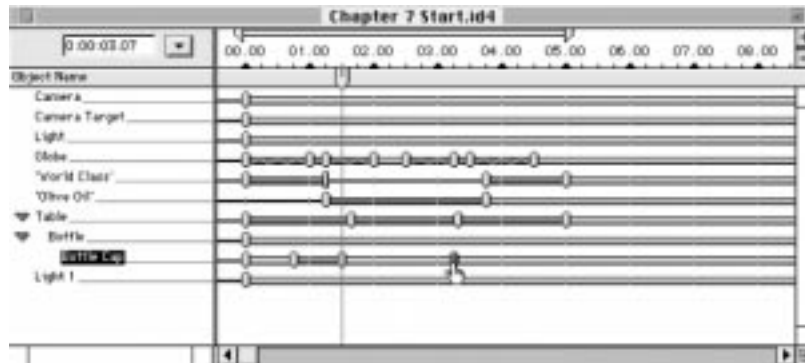 Chapter 7 Start.id4
0:00:03.07
00.00 01.00 02.00 03.00 04.00 05.00 06.00 07.00 08.00
Object Name
Camera
Camera Target
Light
Globe
"World Class"
"Olive Oil"
Table
Bottle
Bottle Cap
Light 1